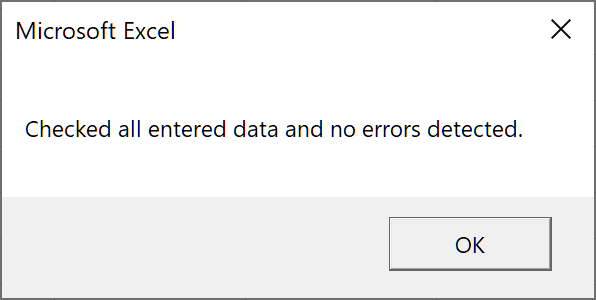 Microsoft Excel
Checked all entered data and no errors detected.
OK